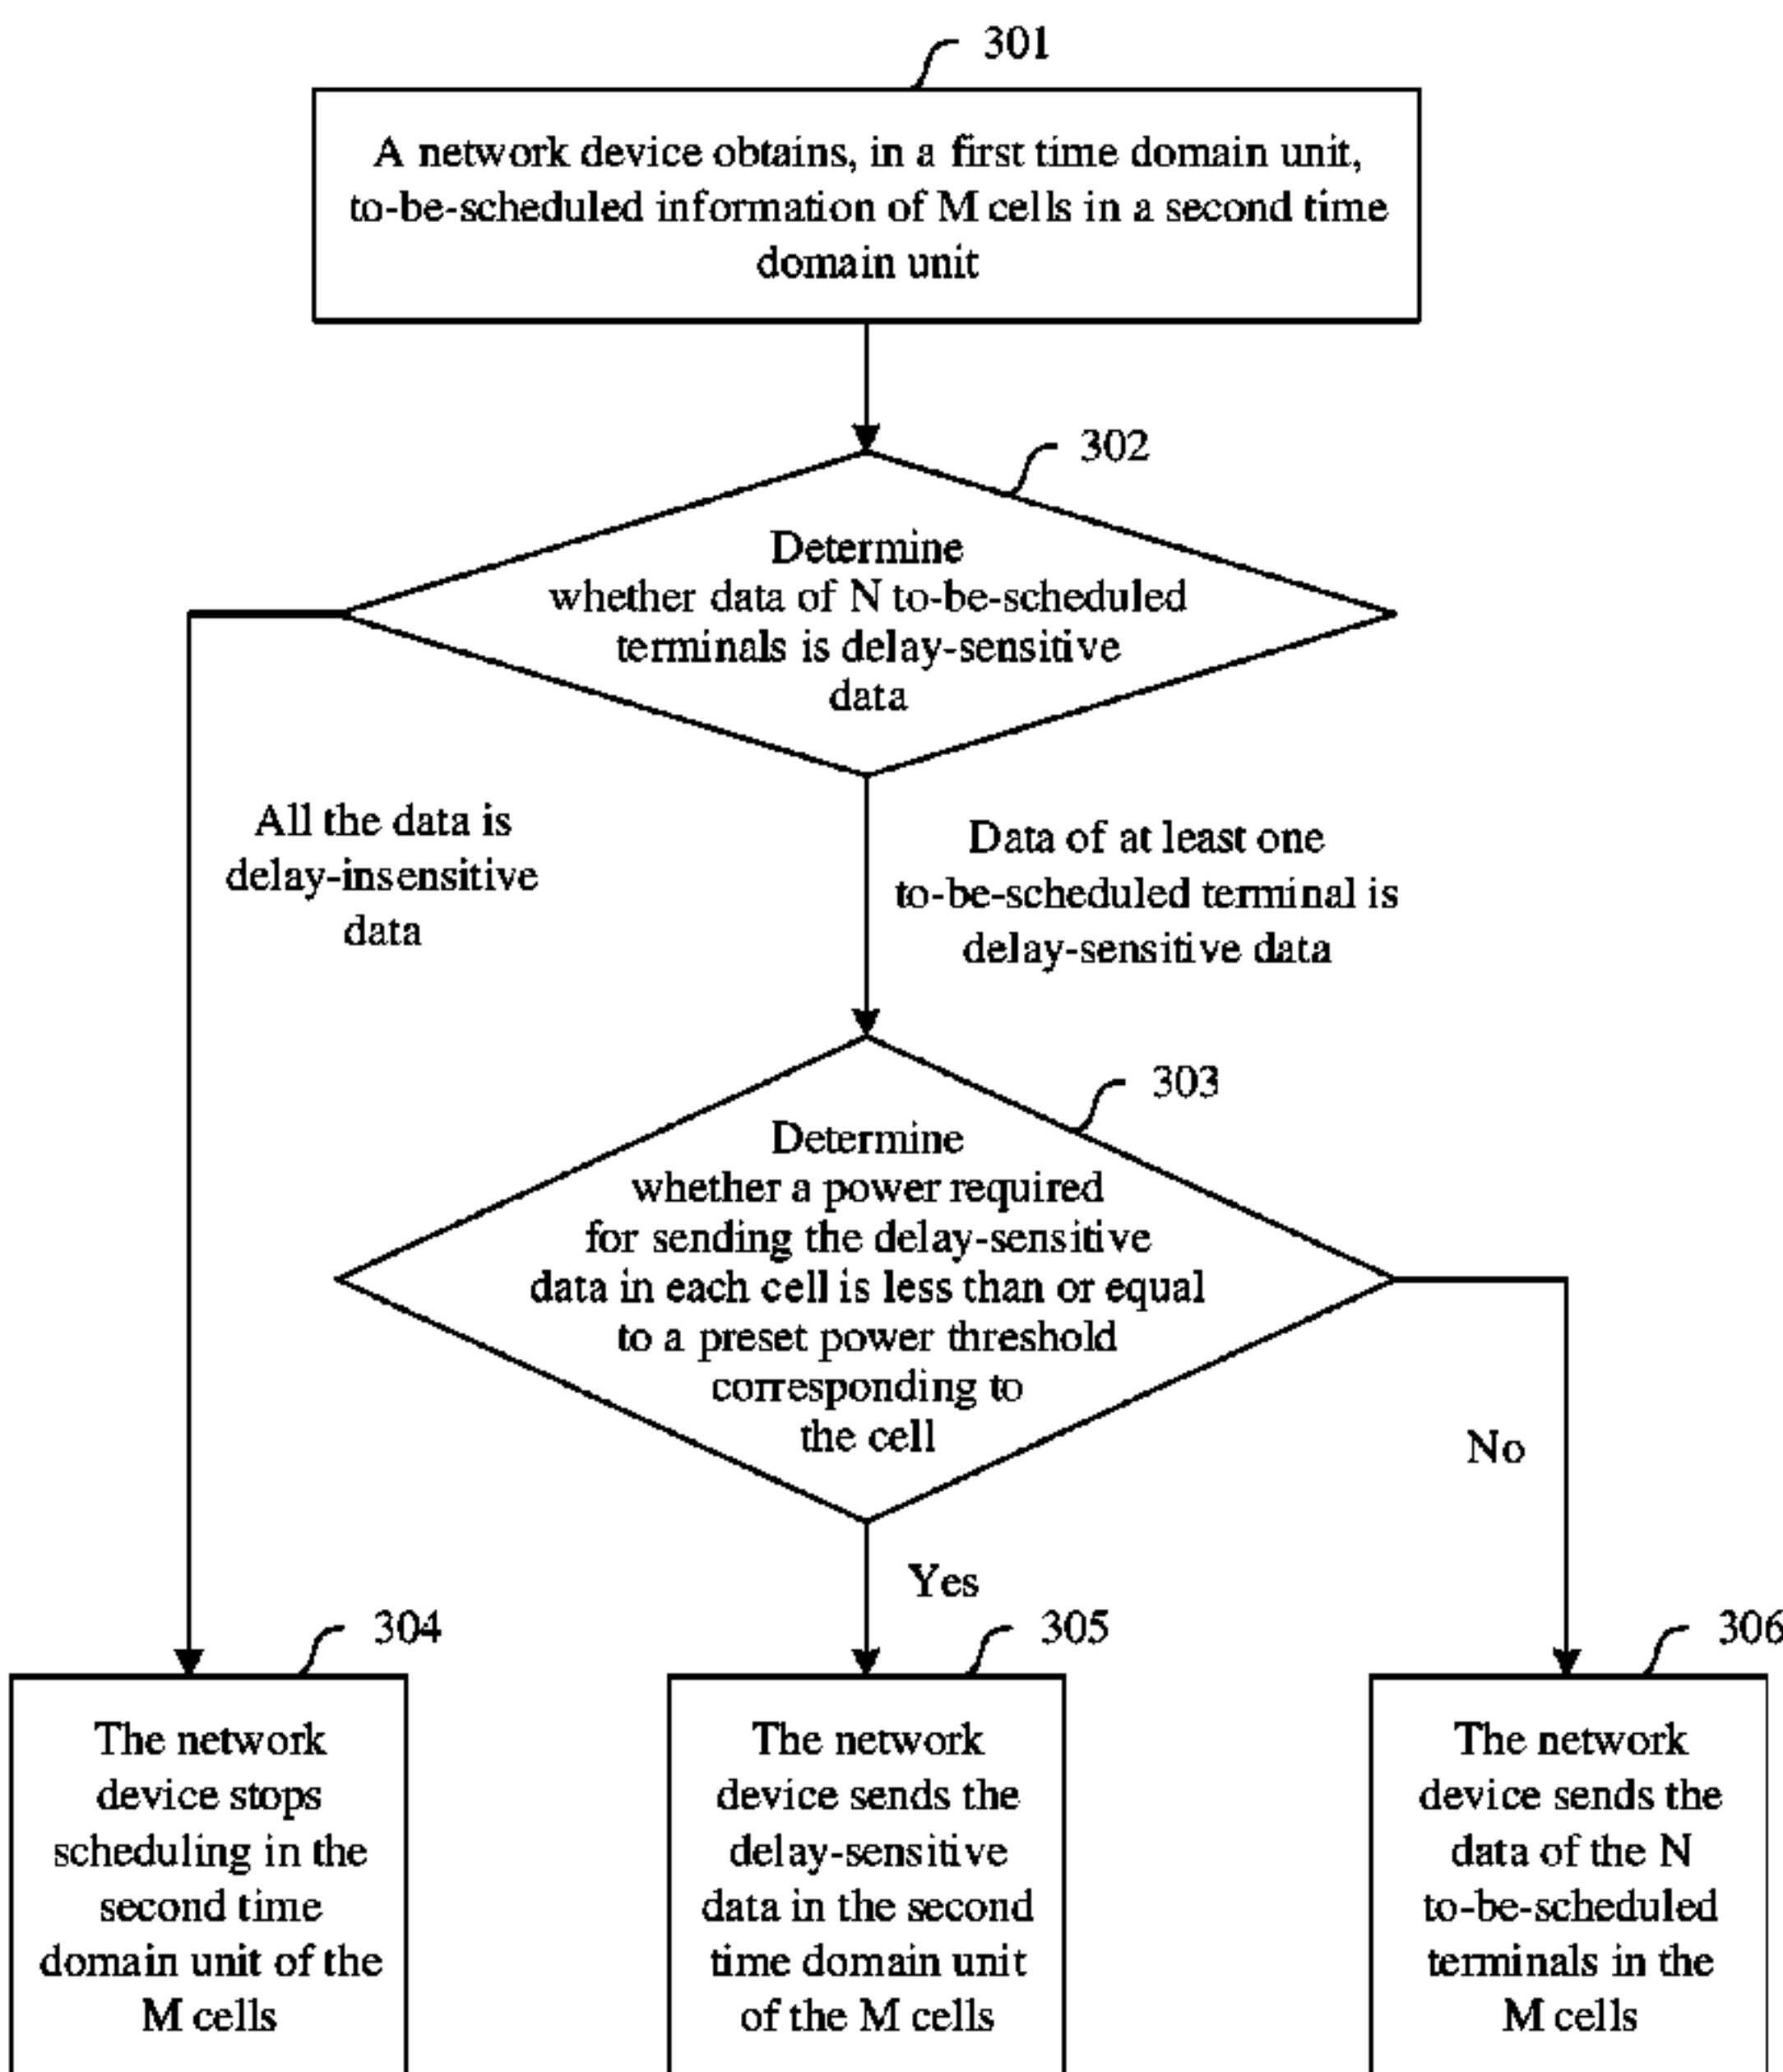 301
A network device obtains, in a first time domain unit,
to-be-scheduled information of M cells in a second time
domain unit
302
Determine
whether data of N to-be-scheduled
terminals is delay-sensitive
data
All the data is
delay-insensitive
data
Data of at least one
to-be-scheduled terminal is
delay-sensitive data
303
Determine
whether a power required
for sending the delay-sensitive
data in each cell is less than or equal
to a preset power threshold
corresponding to
the cell
No
Yes
304
The network
device stops
scheduling in the
second time
domain unit of the
M cells
305
The network
device sends the
delay-sensitive
data in the second
time domain unit
of the M cells
306
The network
device sends the
data of the N
to-be-scheduled
terminals in the
M cells